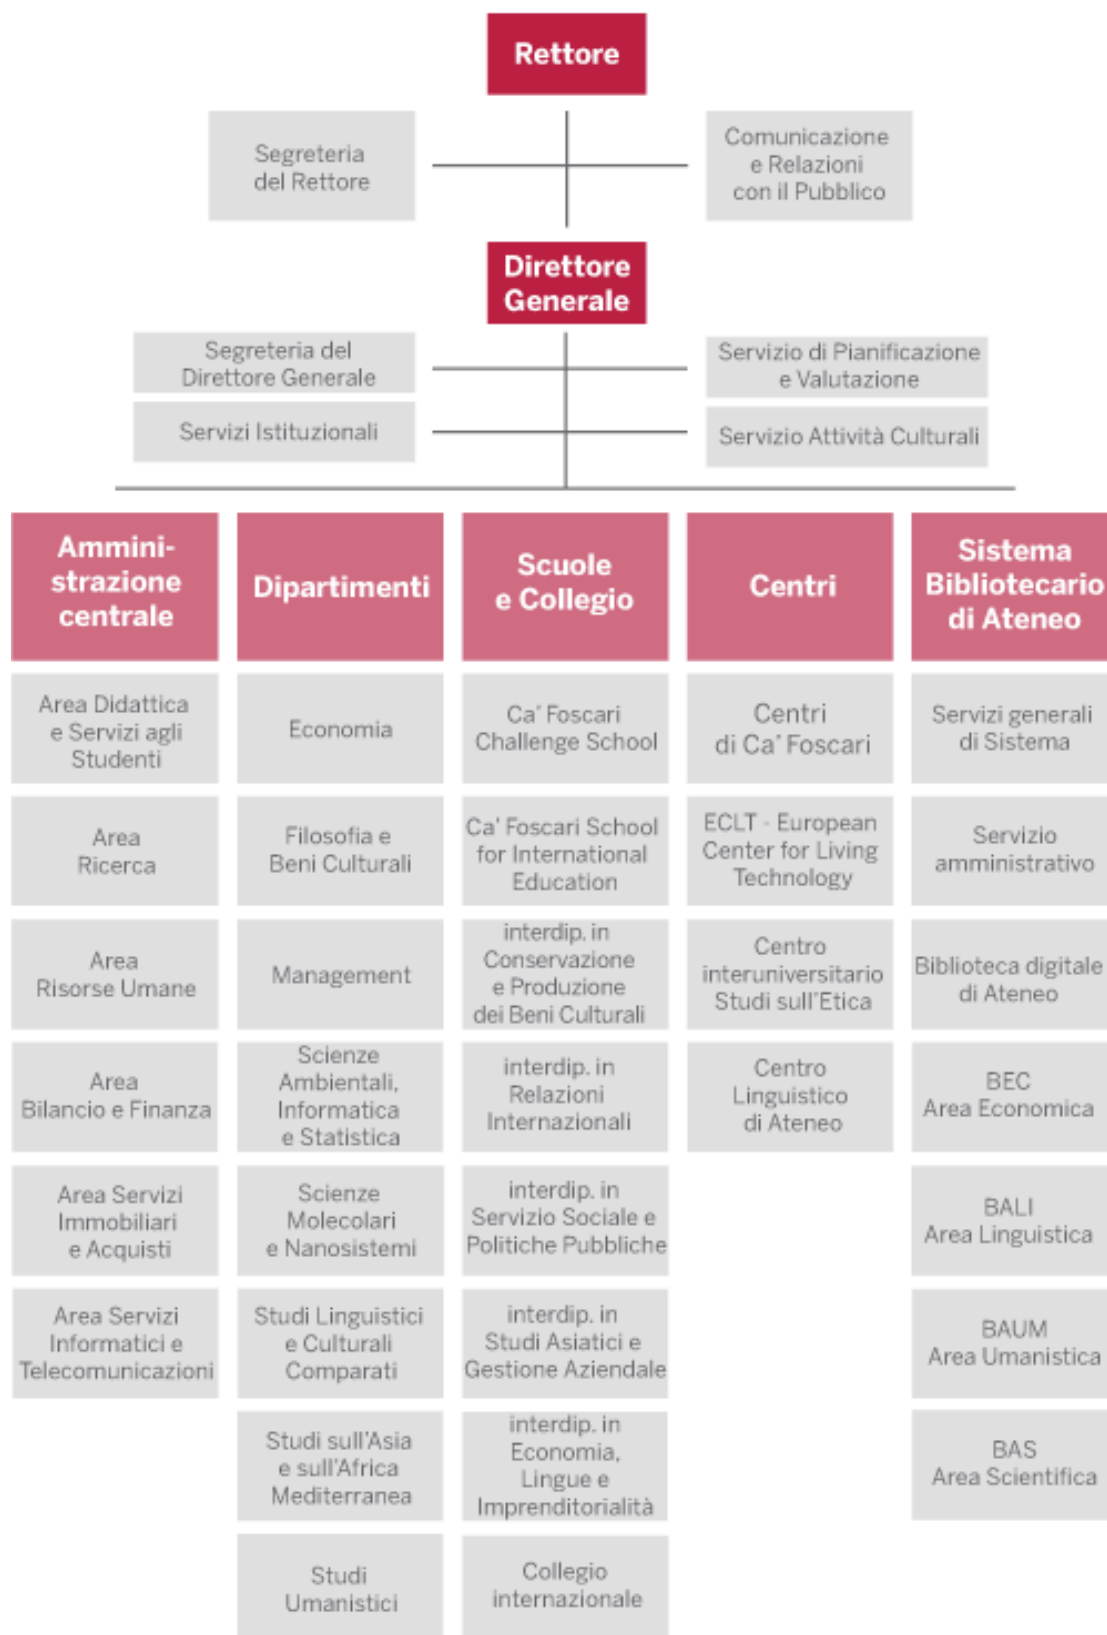 Rettore
Segreteria
del Rettore
Comunicazione
e Relazioni
con il Pubblico
Direttore
Generale
Segreteria del
Direttore Generale
Servizio di Pianificazione
e Valutazione
Servizi Istituzionali
Servizio Attività Culturali
Ammini-
strazione
centrale
Area Didattica
e Servizi agli
Studenti
Area
Ricerca
Area
Risorse Umane
Area
Bilancio e Finanza
Area Servizi
Immobiliari
e Acquisti
Area Servizi
Informatici e
Telecomunicazioni
Dipartimenti
Economia
Filosofia e
Beni Culturali
Management
Scienze
Ambientali,
Informatica
e Statistica
Scienze
Molecolari
e Nanosistemi
Studi Linguistici
e Culturali
Comparati
Studi sull'Asia
e sull'Africa
Mediterranea
Studi
Umanistici
Scuole
e Collegio
Ca' Foscari
Challenge School
Ca' Foscari School
for International
Education
interdip. in
Conservazione
e Produzione
dei Beni Culturali
interdip. in
Relazioni
Internazionali
interdip. in
Servizio Sociale e
Politiche Pubbliche
interdip. in
Studi Asiatici e
Gestione Aziendale
interdip. in
Economia,
Lingue e
Imprenditorialità
Collegio
internazionale
Centri
Centri
di Ca' Foscari
ECLT - European
Center for Living
Technology
Centro
interuniversitario
Studi sull'Etica
Centro
Linguistico
di Ateneo
Sistema
Bibliotecario
di Ateneo
Servizi generali
di Sistema
Servizio
amministrativo
Biblioteca digitale
di Ateneo
BEC
Area Economica
BALI
Area Linguistica
BAUM
Area Umanistica
BAS
Area Scientifica